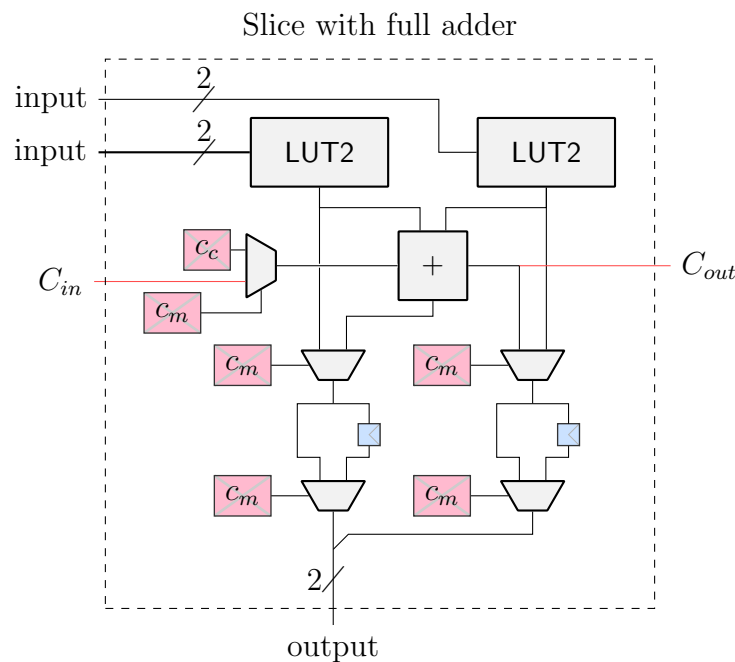 Slice with full adder
input
2
input
2
LUT2
LUT2
c_c
+
C_in
C_out
c_m
c_m
c_m
c_m
c_m
2
output